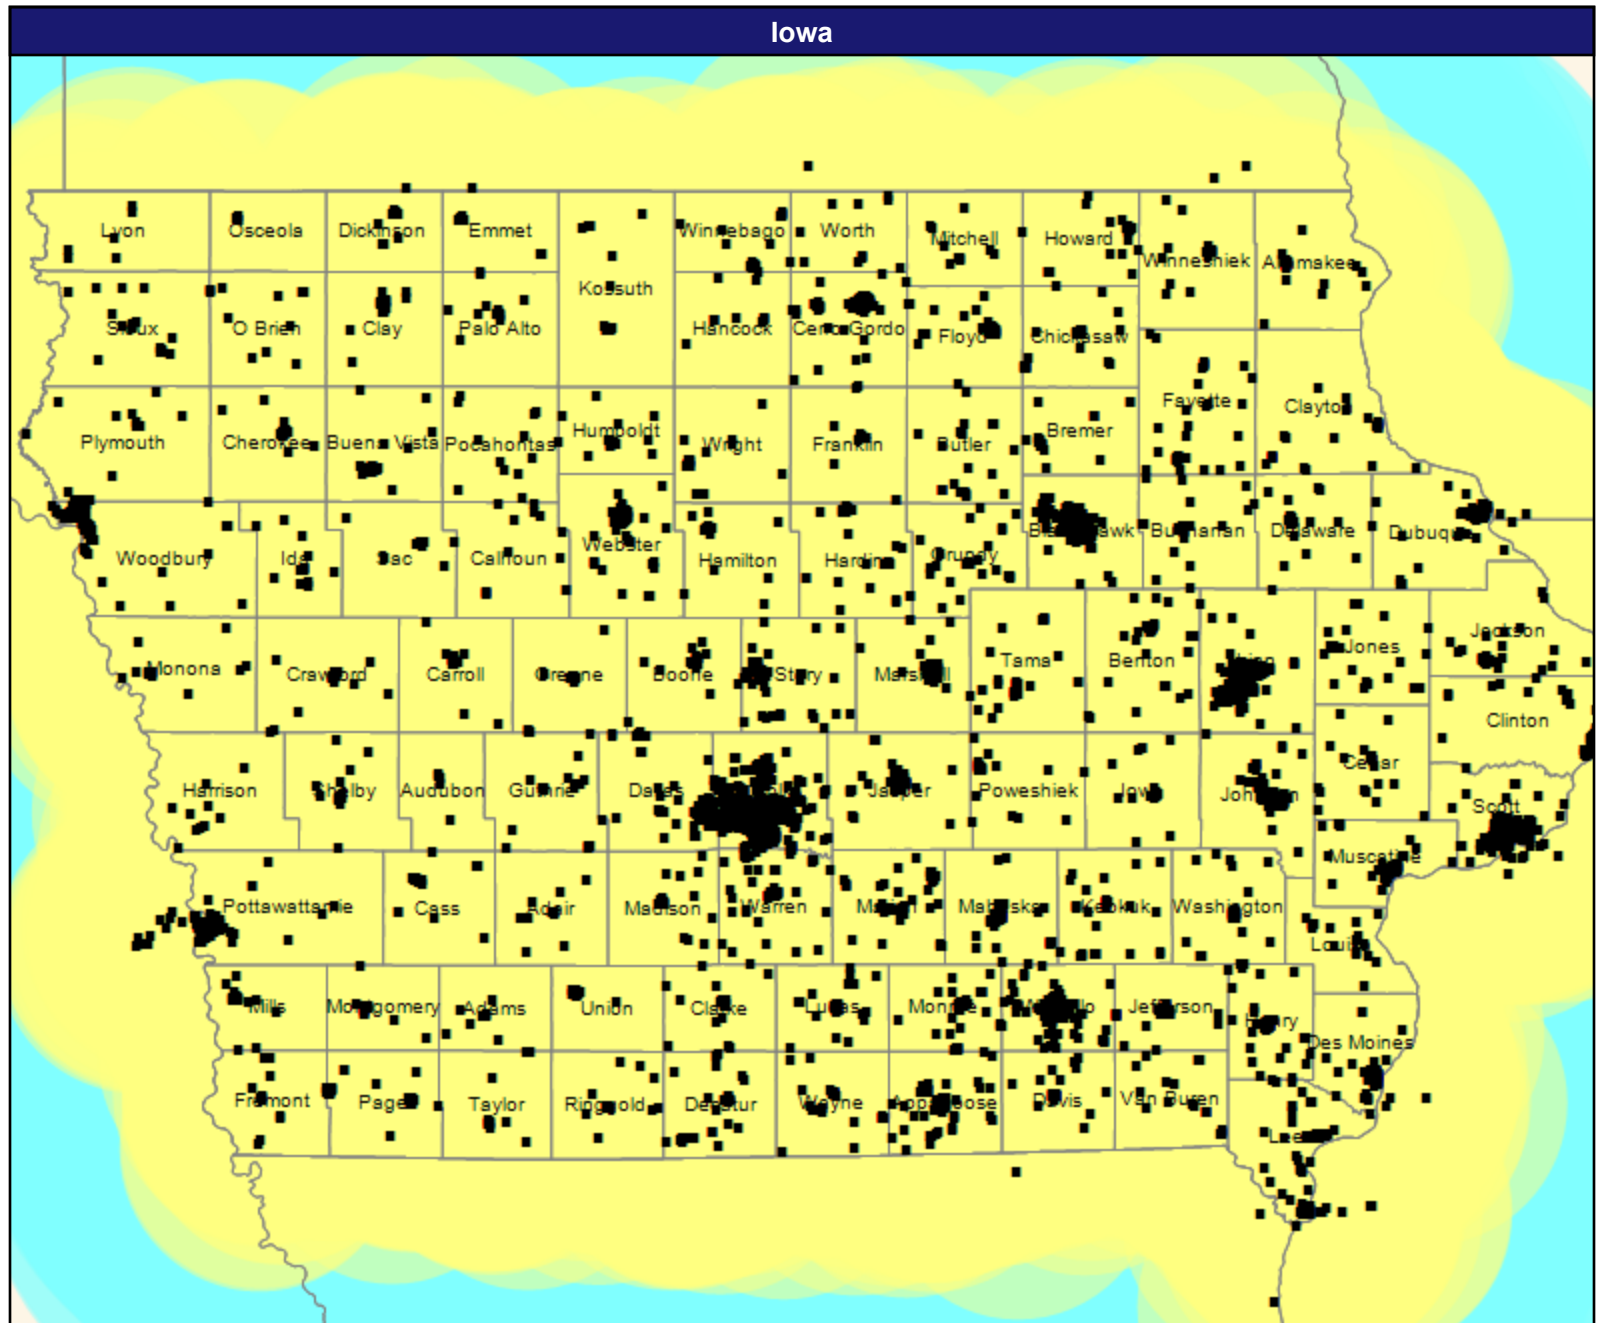 Iowa
Lyon
Osceola
Dickinson
Emmet
Kossuth
Winnebago
Worth
Mitchell
Howard
Winneshiek
Allamakee
Sioux
O Brien
Clay
Palo Alto
Hancock
Cerro Gordo
Floyd
Chickasaw
Fayette
Clayton
Plymouth
Cherokee
Buena Vista
Pocahontas
Humboldt
Wright
Franklin
Butler
Bremer
Woodbury
Ida
Sac
Calhoun
Webster
Hamilton
Hardin
Grundy
Black Hawk
Buchanan
Delaware
Dubuque
Monona
Crawford
Carroll
Greene
Boone
Story
Marshall
Tama
Benton
Linn
Jones
Jackson
Clinton
Harrison
Shelby
Audubon
Guthrie
Dallas
Polk
Jasper
Poweshiek
Iowa
Johnson
Cedar
Scott
Muscatine
Pottawattamie
Cass
Adair
Madison
Warren
Marion
Mahaska
Keokuk
Washington
Louisa
Mills
Montgomery
Adams
Union
Clarke
Lucas
Monroe
Wapello
Jefferson
Henry
Des Moines
Fremont
Page
Taylor
Ringgold
Decatur
Wayne
Appanoose
Davis
Van Buren
Lee